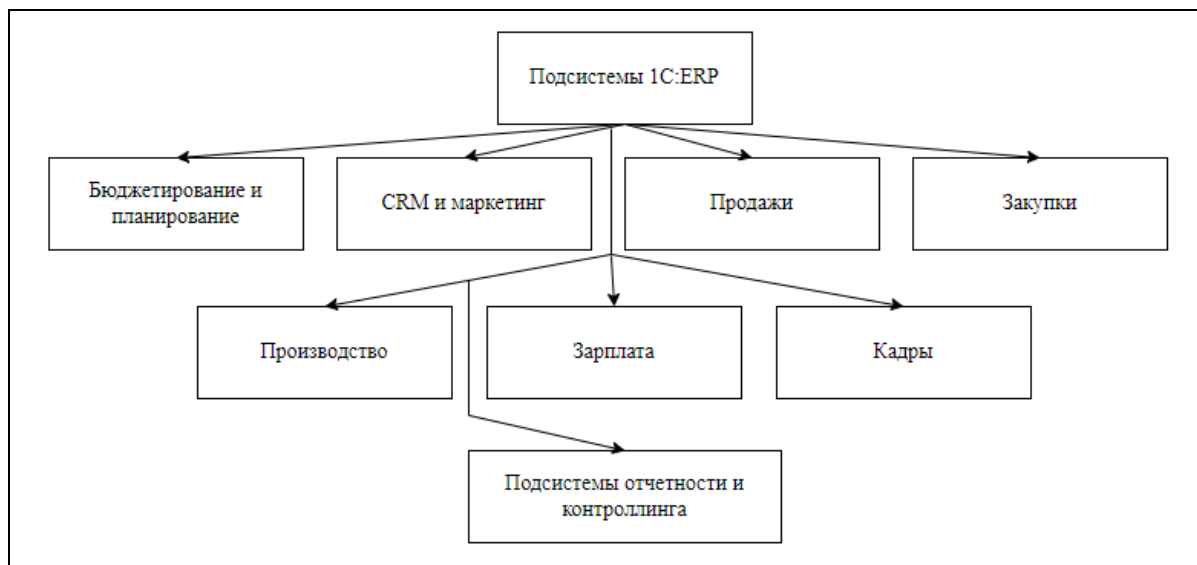 Подсистемы 1С:ERP
Бюджетирование и
планирование
CRM и маркетинг
Продажи
Закупки
Производство
Зарплата
Кадры
Подсистемы отчетности и
контроллинга